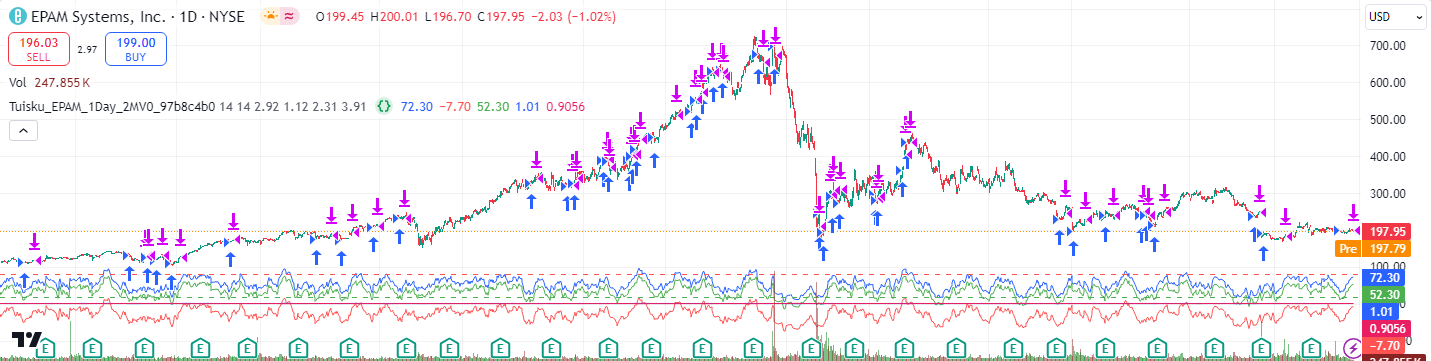 EPAM Systems, Inc. · 1D · NYSE O199.45 H200.01 L196.70 C197.95 −2.03 (−1.02%) USD
196.03 SELL 2.97 199.00 BUY
Vol 247.855 K
Tuisku_EPAM_1Day_2MV0_97b8c4b0 14 14 2.92 1.12 2.31 3.91 {} 72.30 −7.70 52.30 1.01 0.9056
700.00
600.00
500.00
400.00
300.00
197.95
Pre 197.79
100.00
72.30
52.30
1.01
0.9056
−7.70
E E E E E E E E E E E E E E E E E E E E E E E E E E
247.855 K